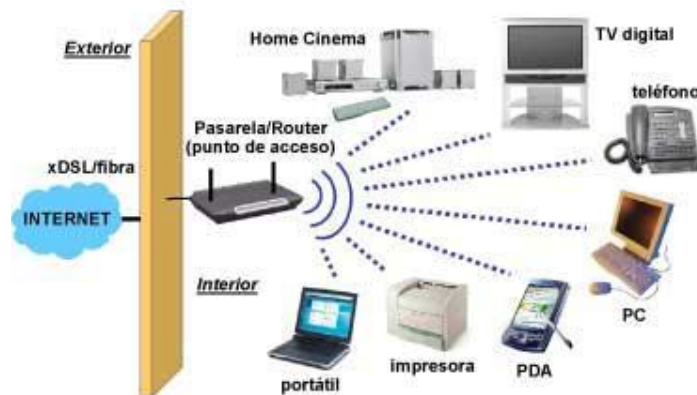 Exterior
Home Cinema
TV digital
teléfono
Pasarela/Router
(punto de acceso)
xDSL/fibra
INTERNET
Interior
portátil
impresora
PDA
PC